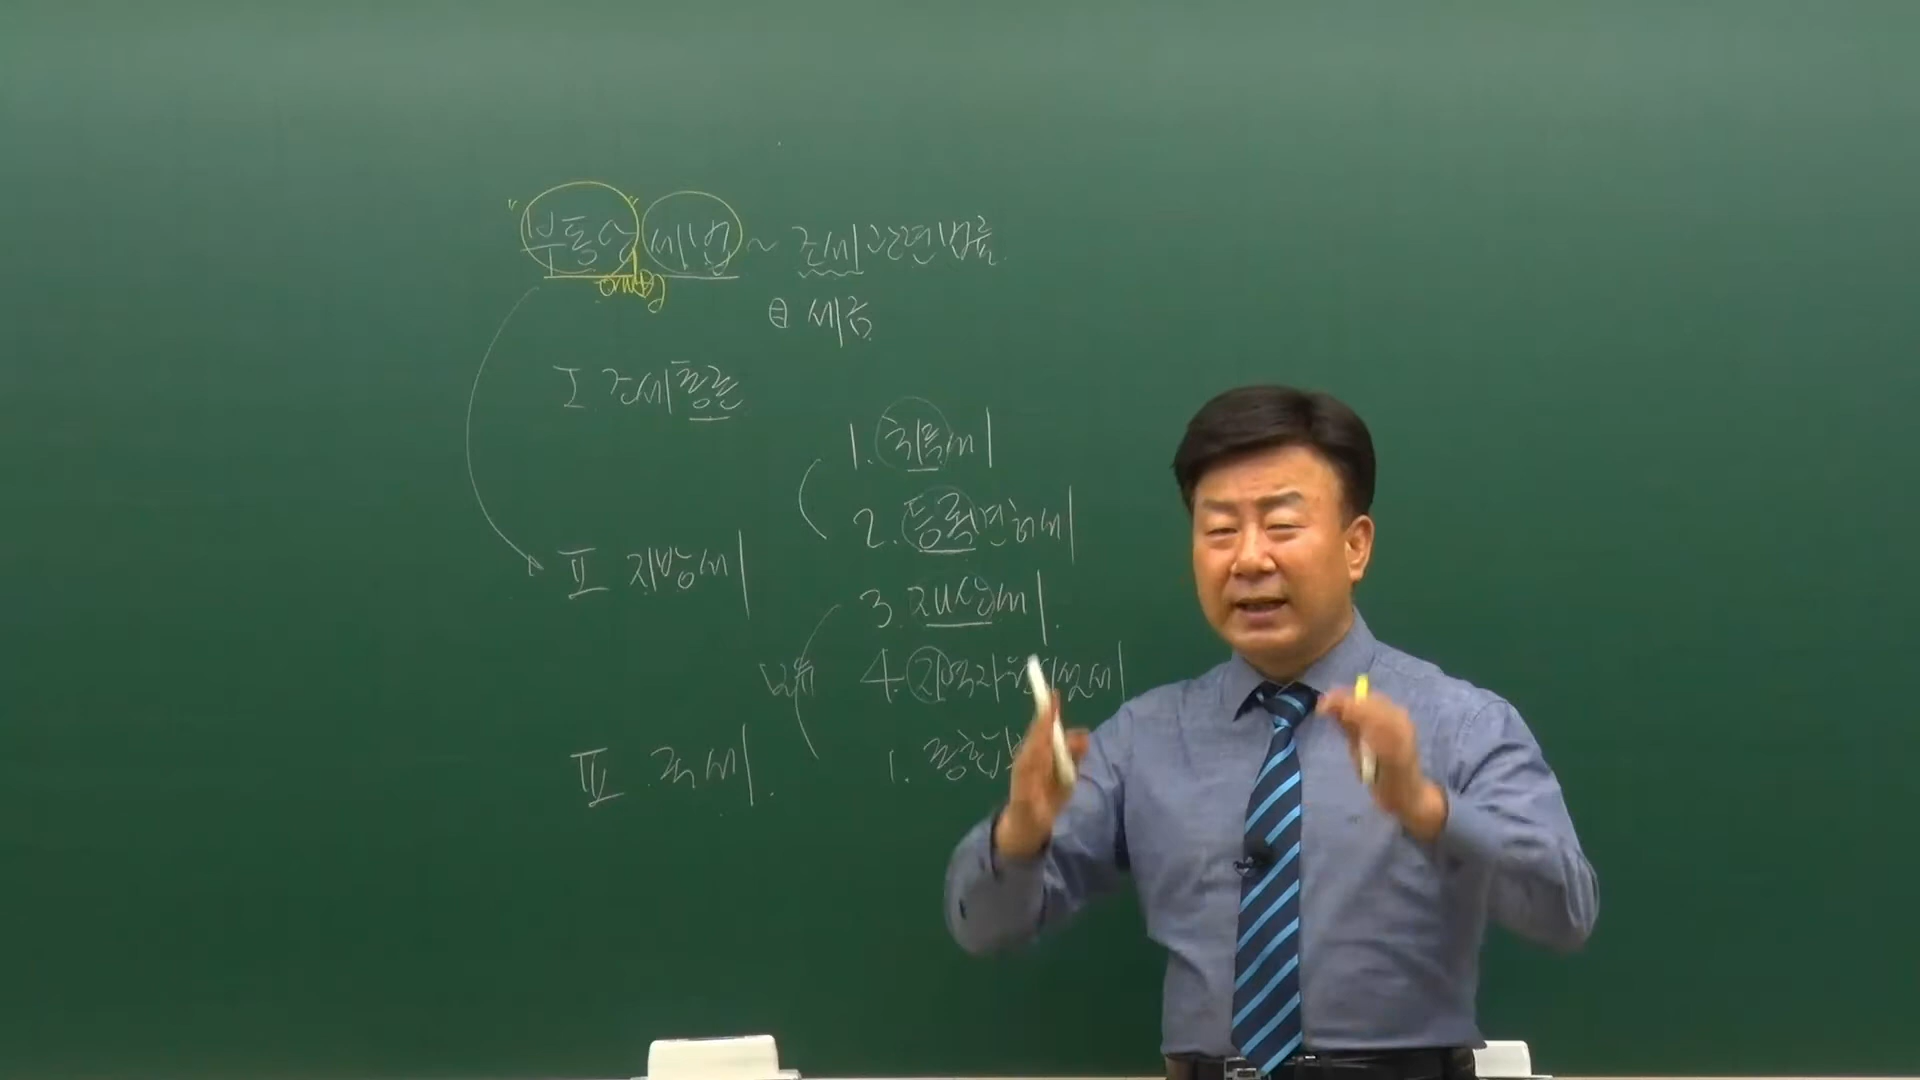 "부동산" 세법 ~ 조세관련법률.
세금
I. 조세총론
1. 취득세
2. 등록면허세
II 지방세
3. 재산세.
보유
4. 지역자원시설세
III. 국세.
1. 종합부